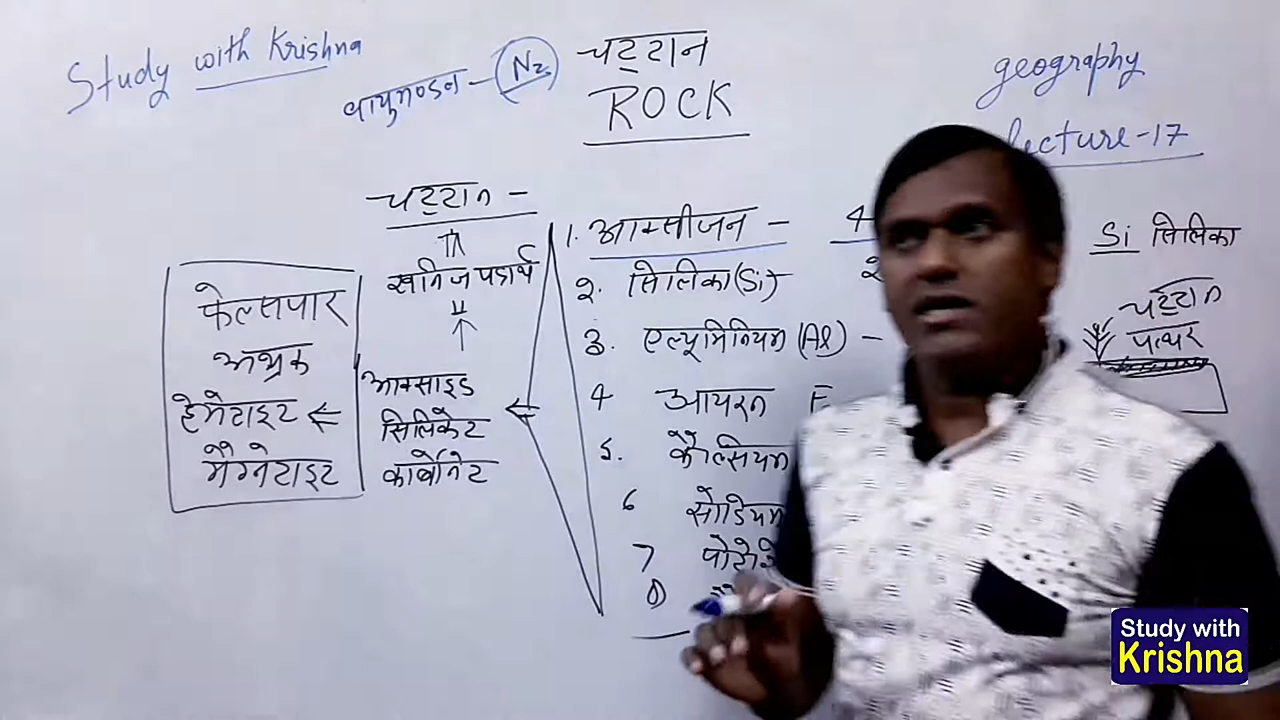 Study with Krishna
वायुमण्डल - N₂
चट्टान
ROCK
geography
lecture-17
चट्टान -
खनिज पदार्थ
आक्साइड
सिलिकेट
कार्बोनेट
फेल्सपार
अभ्रक
हेमेटाइट
मैग्नेटाइट
1. आक्सीजन - 4
2. सिलिका (Si) 2
3. एल्यूमिनियम (Al) -
4 आयरन F
5. कैल्सियम
6 सोडियम
7
8
Si सिलिका
चट्टान
पत्थर
Study with
Krishna